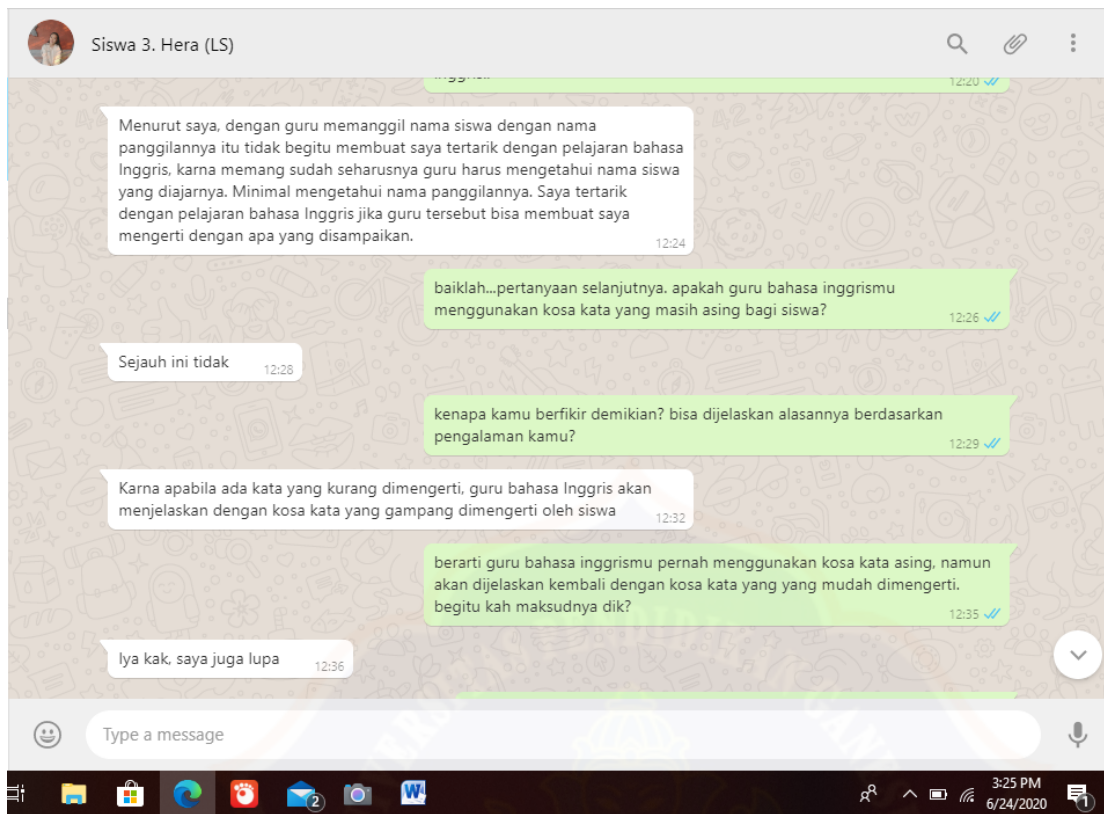 Siswa 3. Hera (LS)
12:20
Menurut saya, dengan guru memanggil nama siswa dengan nama
panggilannya itu tidak begitu membuat saya tertarik dengan pelajaran bahasa
Inggris, karna memang sudah seharusnya guru harus mengetahui nama siswa
yang diajarnya. Minimal mengetahui nama panggilannya. Saya tertarik
dengan pelajaran bahasa Inggris jika guru tersebut bisa membuat saya
mengerti dengan apa yang disampaikan.
12:24
baiklah...pertanyaan selanjutnya. apakah guru bahasa inggrismu
menggunakan kosa kata yang masih asing bagi siswa?
12:26
Sejauh ini tidak
12:28
kenapa kamu berfikir demikian? bisa dijelaskan alasannya berdasarkan
pengalaman kamu?
12:29
Karna apabila ada kata yang kurang dimengerti, guru bahasa Inggris akan
menjelaskan dengan kosa kata yang gampang dimengerti oleh siswa
12:32
berarti guru bahasa inggrismu pernah menggunakan kosa kata asing, namun
akan dijelaskan kembali dengan kosa kata yang yang mudah dimengerti.
begitu kah maksudnya dik?
12:35
Iya kak, saya juga lupa
12:36
Type a message
2
3:25 PM
6/24/2020
1